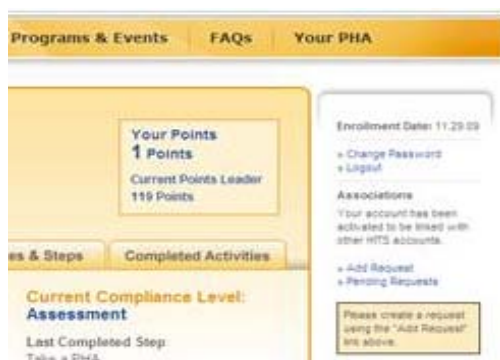 Programs & Events FAQs Your PHA
Your Points
1 Points
Current Points Leader
119 Points
Enrollment Date: 11.29.09
» Change Password
» Logout
Associations
Your account has been
activated to be linked with
other HITS accounts.
» Add Request
» Pending Requests
Please create a request
using the "Add Request"
link above.
& Steps Completed Activities
Current Compliance Level:
Assessment
Last Completed Step
Take a PHA